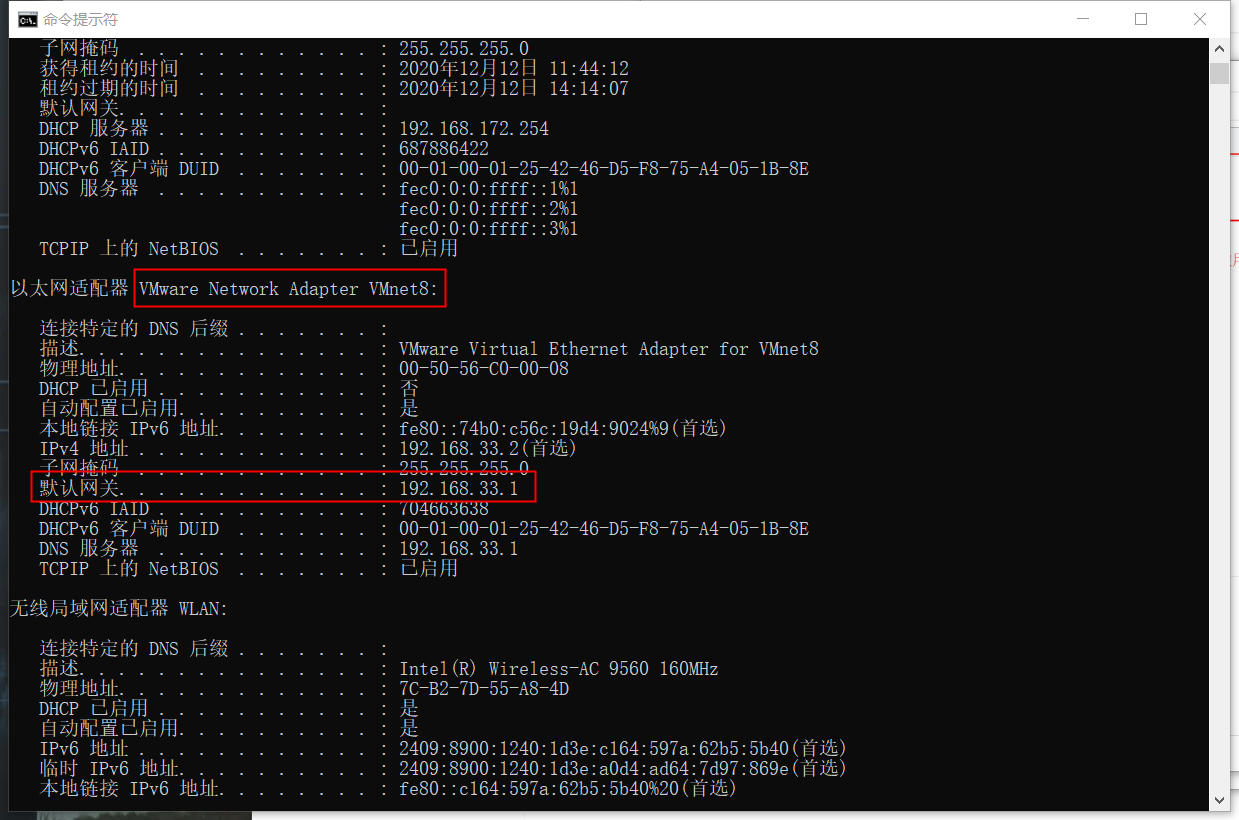 命令提示符
子网掩码 . . . . . . . . . . . . : 255.255.255.0
获得租约的时间 . . . . . . . . . : 2020年12月12日 11:44:12
租约过期的时间 . . . . . . . . . : 2020年12月12日 14:14:07
默认网关. . . . . . . . . . . . . :
DHCP 服务器 . . . . . . . . . . . : 192.168.172.254
DHCPv6 IAID . . . . . . . . . . . : 687886422
DHCPv6 客户端 DUID . . . . . . . : 00-01-00-01-25-42-46-D5-F8-75-A4-05-1B-8E
DNS 服务器 . . . . . . . . . . . : fec0:0:0:ffff::1%1
fec0:0:0:ffff::2%1
fec0:0:0:ffff::3%1
TCPIP 上的 NetBIOS . . . . . . . : 已启用
以太网适配器 VMware Network Adapter VMnet8:
连接特定的 DNS 后缀 . . . . . . . :
描述. . . . . . . . . . . . . . . : VMware Virtual Ethernet Adapter for VMnet8
物理地址. . . . . . . . . . . . . : 00-50-56-C0-00-08
DHCP 已启用 . . . . . . . . . . . : 否
自动配置已启用. . . . . . . . . . : 是
本地链接 IPv6 地址. . . . . . . . : fe80::74b0:c56c:19d4:9024%9(首选)
IPv4 地址 . . . . . . . . . . . . : 192.168.33.2(首选)
子网掩码 . . . . . . . . . . . . : 255.255.255.0
默认网关. . . . . . . . . . . . . : 192.168.33.1
DHCPv6 IAID . . . . . . . . . . . : 704663638
DHCPv6 客户端 DUID . . . . . . . : 00-01-00-01-25-42-46-D5-F8-75-A4-05-1B-8E
DNS 服务器 . . . . . . . . . . . : 192.168.33.1
TCPIP 上的 NetBIOS . . . . . . . : 已启用
无线局域网适配器 WLAN:
连接特定的 DNS 后缀 . . . . . . . :
描述. . . . . . . . . . . . . . . : Intel(R) Wireless-AC 9560 160MHz
物理地址. . . . . . . . . . . . . : 7C-B2-7D-55-A8-4D
DHCP 已启用 . . . . . . . . . . . : 是
自动配置已启用. . . . . . . . . . : 是
IPv6 地址 . . . . . . . . . . . . : 2409:8900:1240:1d3e:c164:597a:62b5:5b40(首选)
临时 IPv6 地址. . . . . . . . . . : 2409:8900:1240:1d3e:a0d4:ad64:7d97:869e(首选)
本地链接 IPv6 地址. . . . . . . . : fe80::c164:597a:62b5:5b40%20(首选)